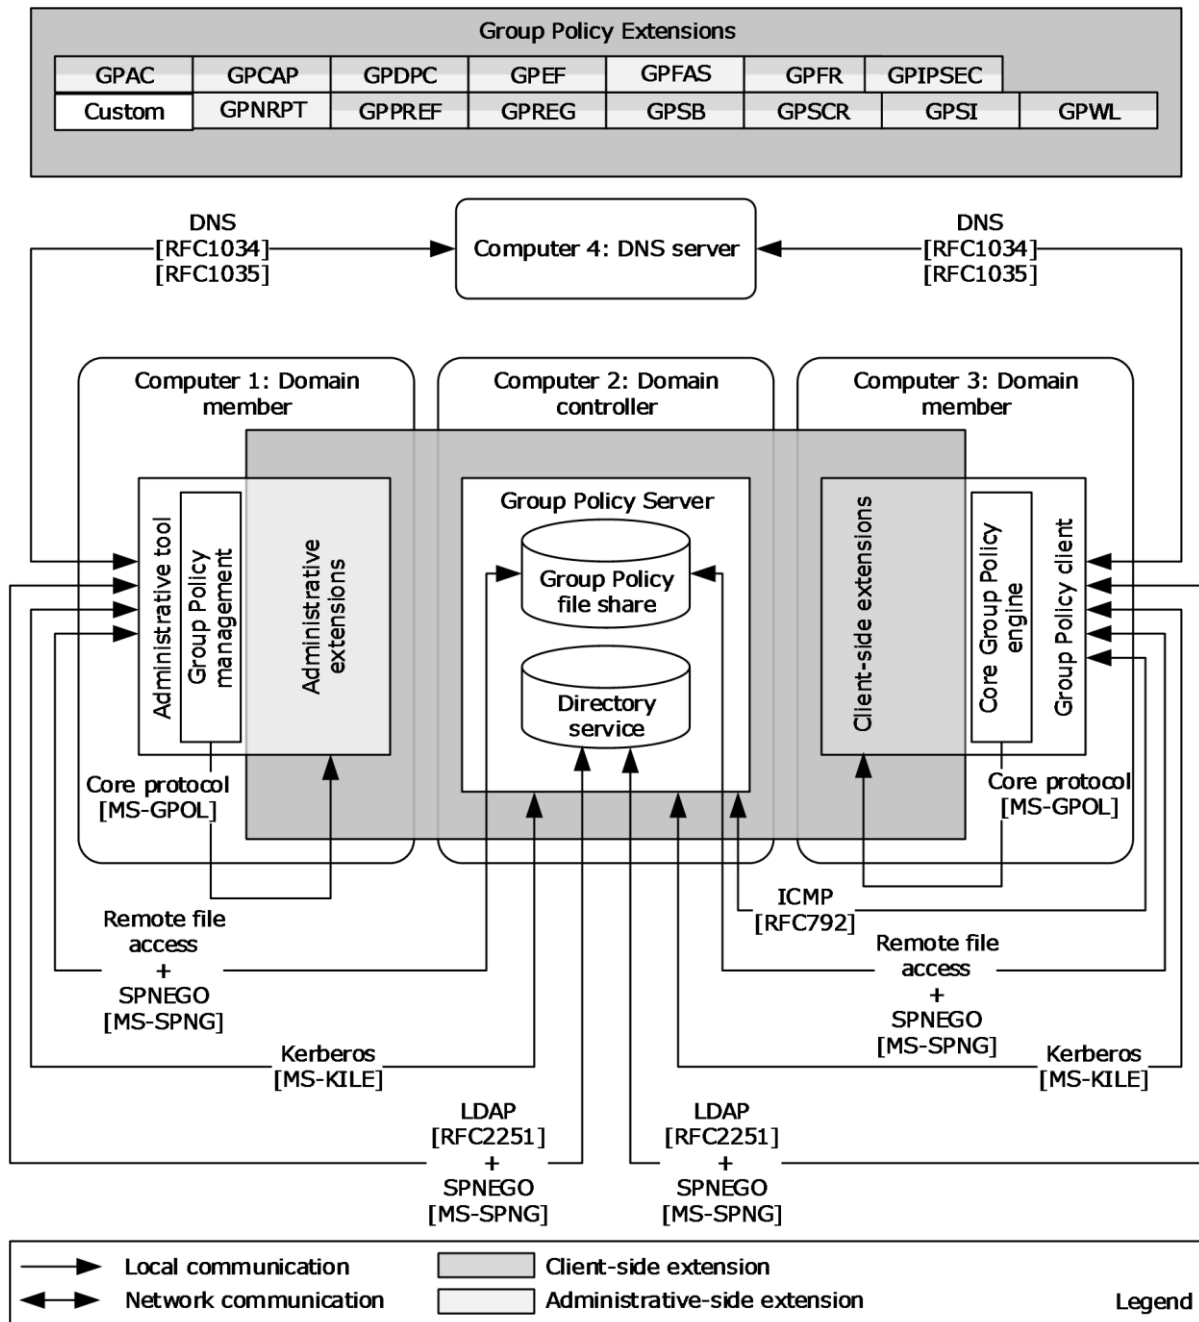 Group Policy Extensions
GPAC GPCAP GPDPC GPEF GPFAS GPFR GPIPSEC
Custom GPNRPT GPPREF GPREG GPSB GPSCR GPSI GPWL
DNS
[RFC1034]
[RFC1035]
Computer 4: DNS server
DNS
[RFC1034]
[RFC1035]
Computer 1: Domain
member
Computer 2: Domain
controller
Computer 3: Domain
member
Administrative tool
Group Policy
management
Administrative
extensions
Group Policy Server
Group Policy
file share
Directory
service
Client-side extensions
Core Group Policy
engine
Group Policy client
Core protocol
[MS-GPOL]
Core protocol
[MS-GPOL]
ICMP
[RFC792]
Remote file
access
+
SPNEGO
[MS-SPNG]
Remote file
access
+
SPNEGO
[MS-SPNG]
Kerberos
[MS-KILE]
Kerberos
[MS-KILE]
LDAP
[RFC2251]
+
SPNEGO
[MS-SPNG]
LDAP
[RFC2251]
+
SPNEGO
[MS-SPNG]
Local communication
Client-side extension
Network communication
Administrative-side extension
Legend